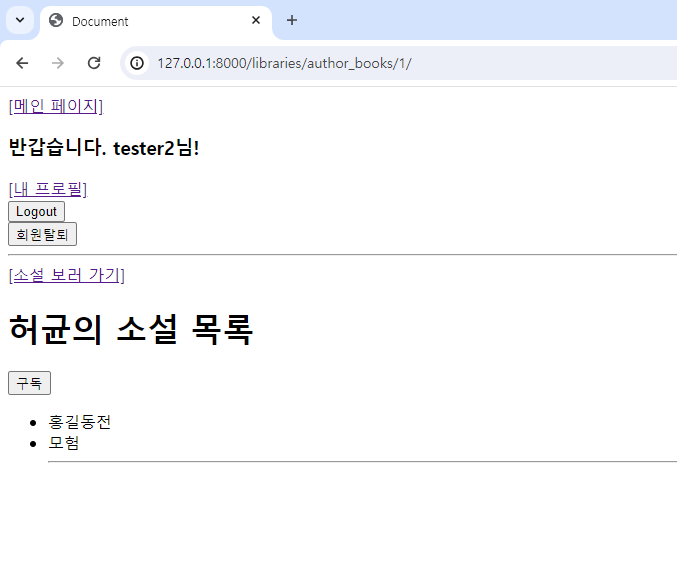 Document
127.0.0.1:8000/libraries/author_books/1/
[메인 페이지]
반갑습니다. tester2님!
[내 프로필]
Logout
회원탈퇴
[소설 보러 가기]
허균의 소설 목록
구독
홍길동전
모험